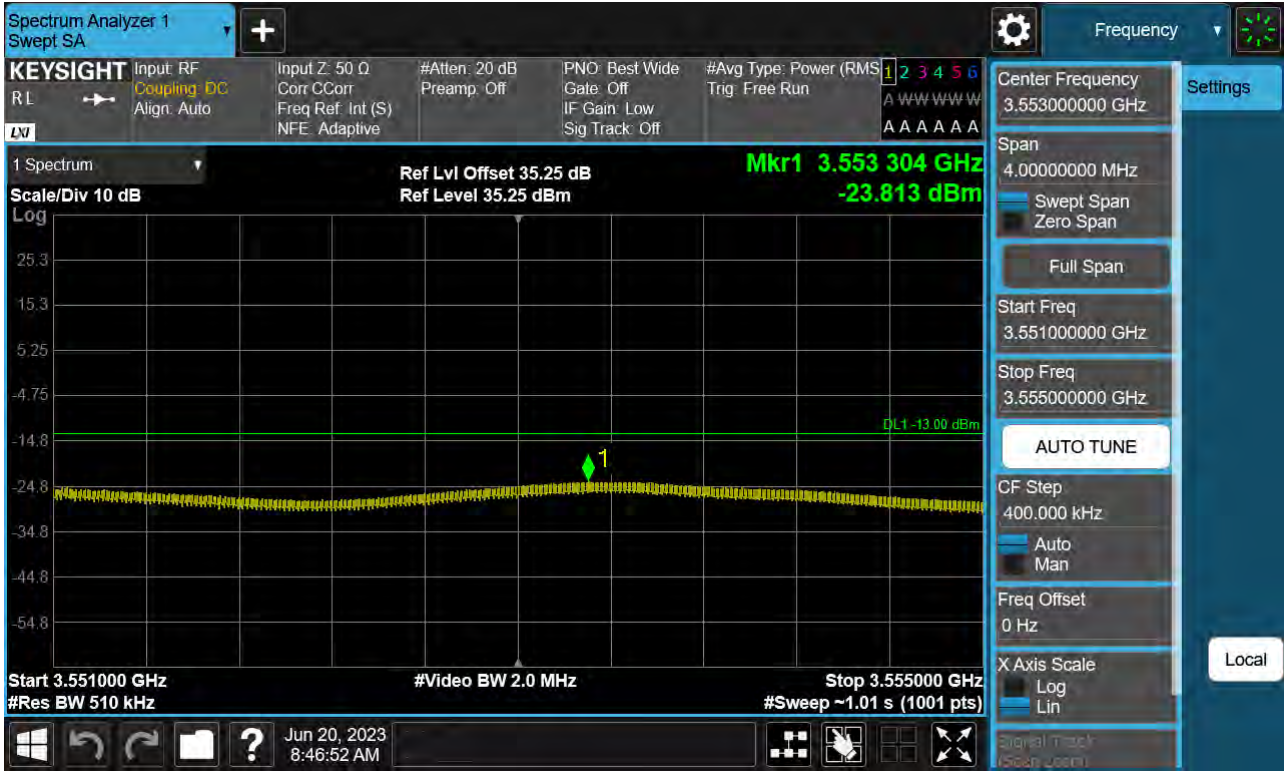 Spectrum Analyzer 1
Swept SA
+
Frequency
KEYSIGHT
RL
LXI
Input: RF
Coupling: DC
Align: Auto
Input Z: 50 Ω
Corr CCorr
Freq Ref: Int (S)
NFE: Adaptive
#Atten: 20 dB
Preamp: Off
PNO: Best Wide
Gate: Off
IF Gain: Low
Sig Track: Off
#Avg Type: Power (RMS
Trig: Free Run
1 2 3 4 5 6
A W W W W W
A A A A A A
1 Spectrum
Scale/Div 10 dB
Log
Ref Lvl Offset 35.25 dB
Ref Level 35.25 dBm
Mkr1 3.553 304 GHz
-23.813 dBm
25.3
15.3
5.25
-4.75
-14.8
-24.8
-34.8
-44.8
-54.8
DL1 -13.00 dBm
1
Start 3.551000 GHz
#Res BW 510 kHz
#Video BW 2.0 MHz
Stop 3.555000 GHz
#Sweep ~1.01 s (1001 pts)
Center Frequency
3.553000000 GHz
Span
4.00000000 MHz
Swept Span
Zero Span
Full Span
Start Freq
3.551000000 GHz
Stop Freq
3.555000000 GHz
AUTO TUNE
CF Step
400.000 kHz
Auto
Man
Freq Offset
0 Hz
X Axis Scale
Log
Lin
Signal Track
(Span Zoom)
Settings
Local
?
Jun 20, 2023
8:46:52 AM